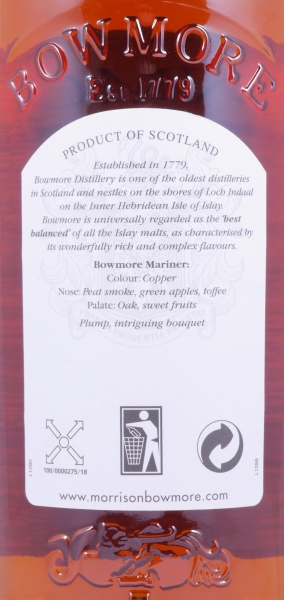 BOWMORE
Est. 1779
PRODUCT OF SCOTLAND
Established in 1779,
Bowmore Distillery is one of the oldest distilleries
in Scotland and nestles on the shores of Loch Indaal
on the Inner Hebridean Isle of Islay.
Bowmore is universally regarded as the 'best
balanced' of all the Islay malts, as characterised by
its wonderfully rich and complex flavours.
Bowmore Mariner:
Colour: Copper
Nose: Peat smoke, green apples, toffee
Palate: Oak, sweet fruits
Plump, intriguing bouquet
100/0000275/18
www.morrisonbowmore.com